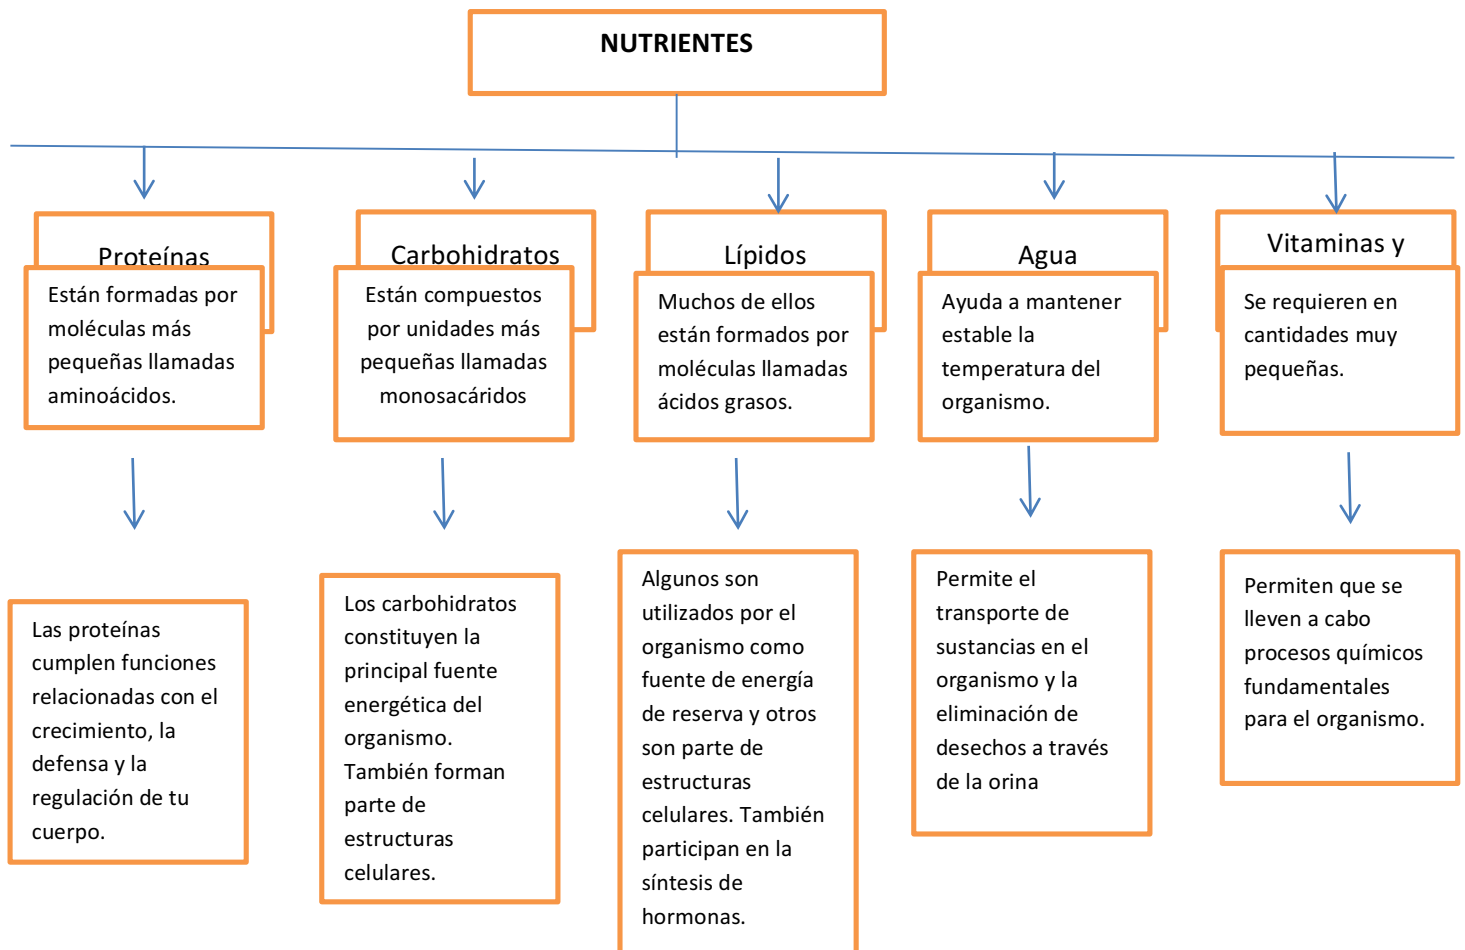 NUTRIENTES
Proteínas
Están formadas por
moléculas más
pequeñas llamadas
aminoácidos.
Las proteínas
cumplen funciones
relacionadas con el
crecimiento, la
defensa y la
regulación de tu
cuerpo.
Carbohidratos
Están compuestos
por unidades más
pequeñas llamadas
monosacáridos
Los carbohidratos
constituyen la
principal fuente
energética del
organismo.
También forman
parte de
estructuras
celulares.
Lípidos
Muchos de ellos
están formados por
moléculas llamadas
ácidos grasos.
Algunos son
utilizados por el
organismo como
fuente de energía
de reserva y otros
son parte de
estructuras
celulares. También
participan en la
síntesis de
hormonas.
Agua
Ayuda a mantener
estable la
temperatura del
organismo.
Permite el
transporte de
sustancias en el
organismo y la
eliminación de
desechos a través
de la orina
Vitaminas y
Se requieren en
cantidades muy
pequeñas.
Permiten que se
lleven a cabo
procesos químicos
fundamentales
para el organismo.